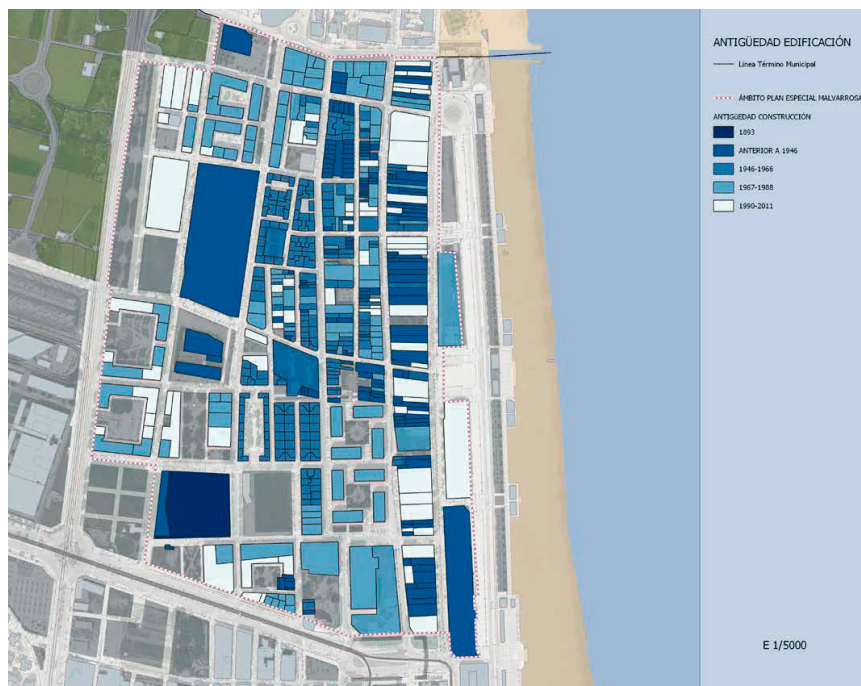 ANTIGÜEDAD EDIFICACIÓN
Línea Término Municipal
ÁMBITO PLAN ESPECIAL MALVARROSA
ANTIGÜEDAD CONSTRUCCIÓN
1893
ANTERIOR A 1946
1946-1966
1967-1988
1990-2011
E 1/5000